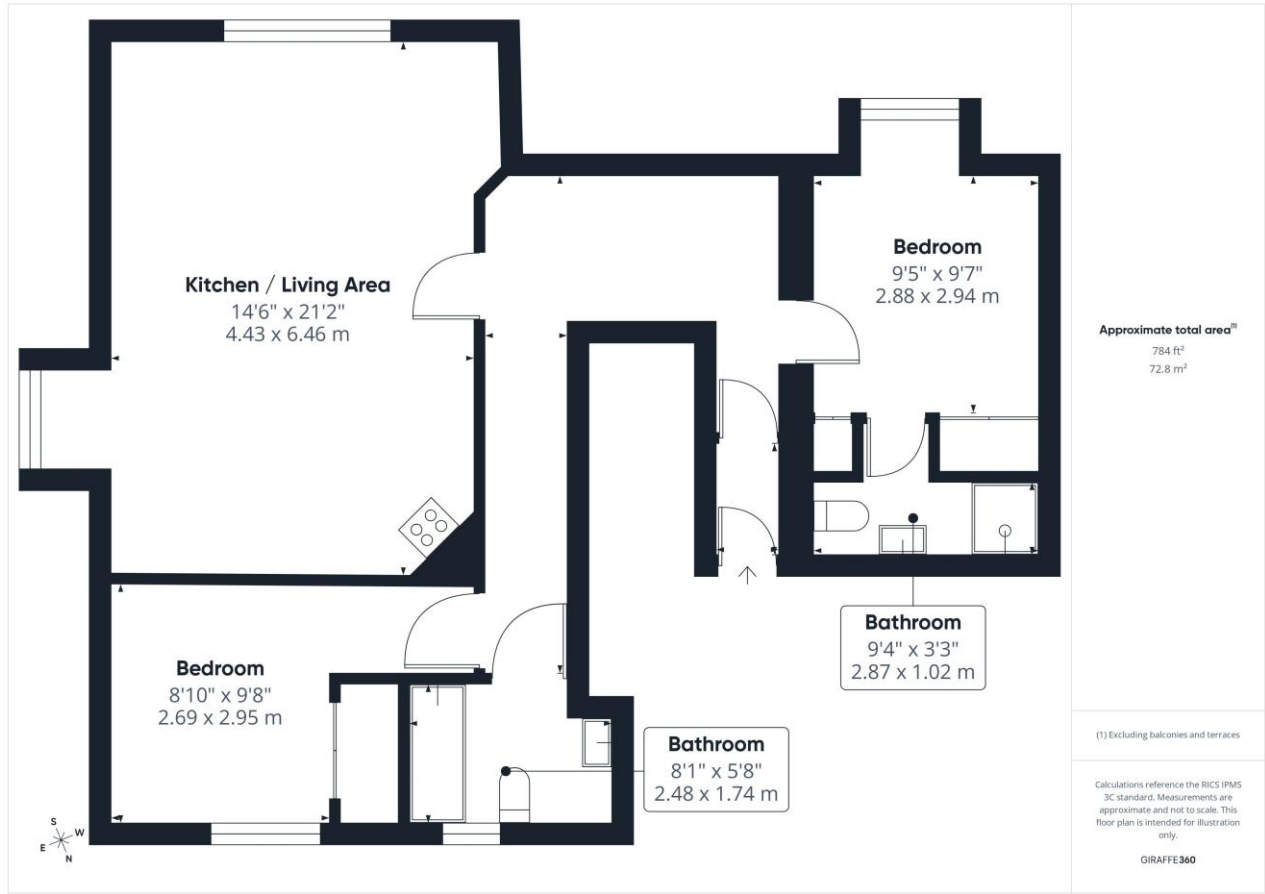 Kitchen / Living Area
14'6" x 21'2"
4.43 x 6.46 m
Bedroom
9'5" x 9'7"
2.88 x 2.94 m
Bathroom
9'4" x 3'3"
2.87 x 1.02 m
Bedroom
8'10" x 9'8"
2.69 x 2.95 m
Bathroom
8'1" x 5'8"
2.48 x 1.74 m
S
W
E
N
Approximate total area(1)
784 ft²
72.8 m²
(1) Excluding balconies and terraces
Calculations reference the RICS IPMS
3C standard. Measurements are
approximate and not to scale. This
floor plan is intended for illustration
only.
GIRAFFE360